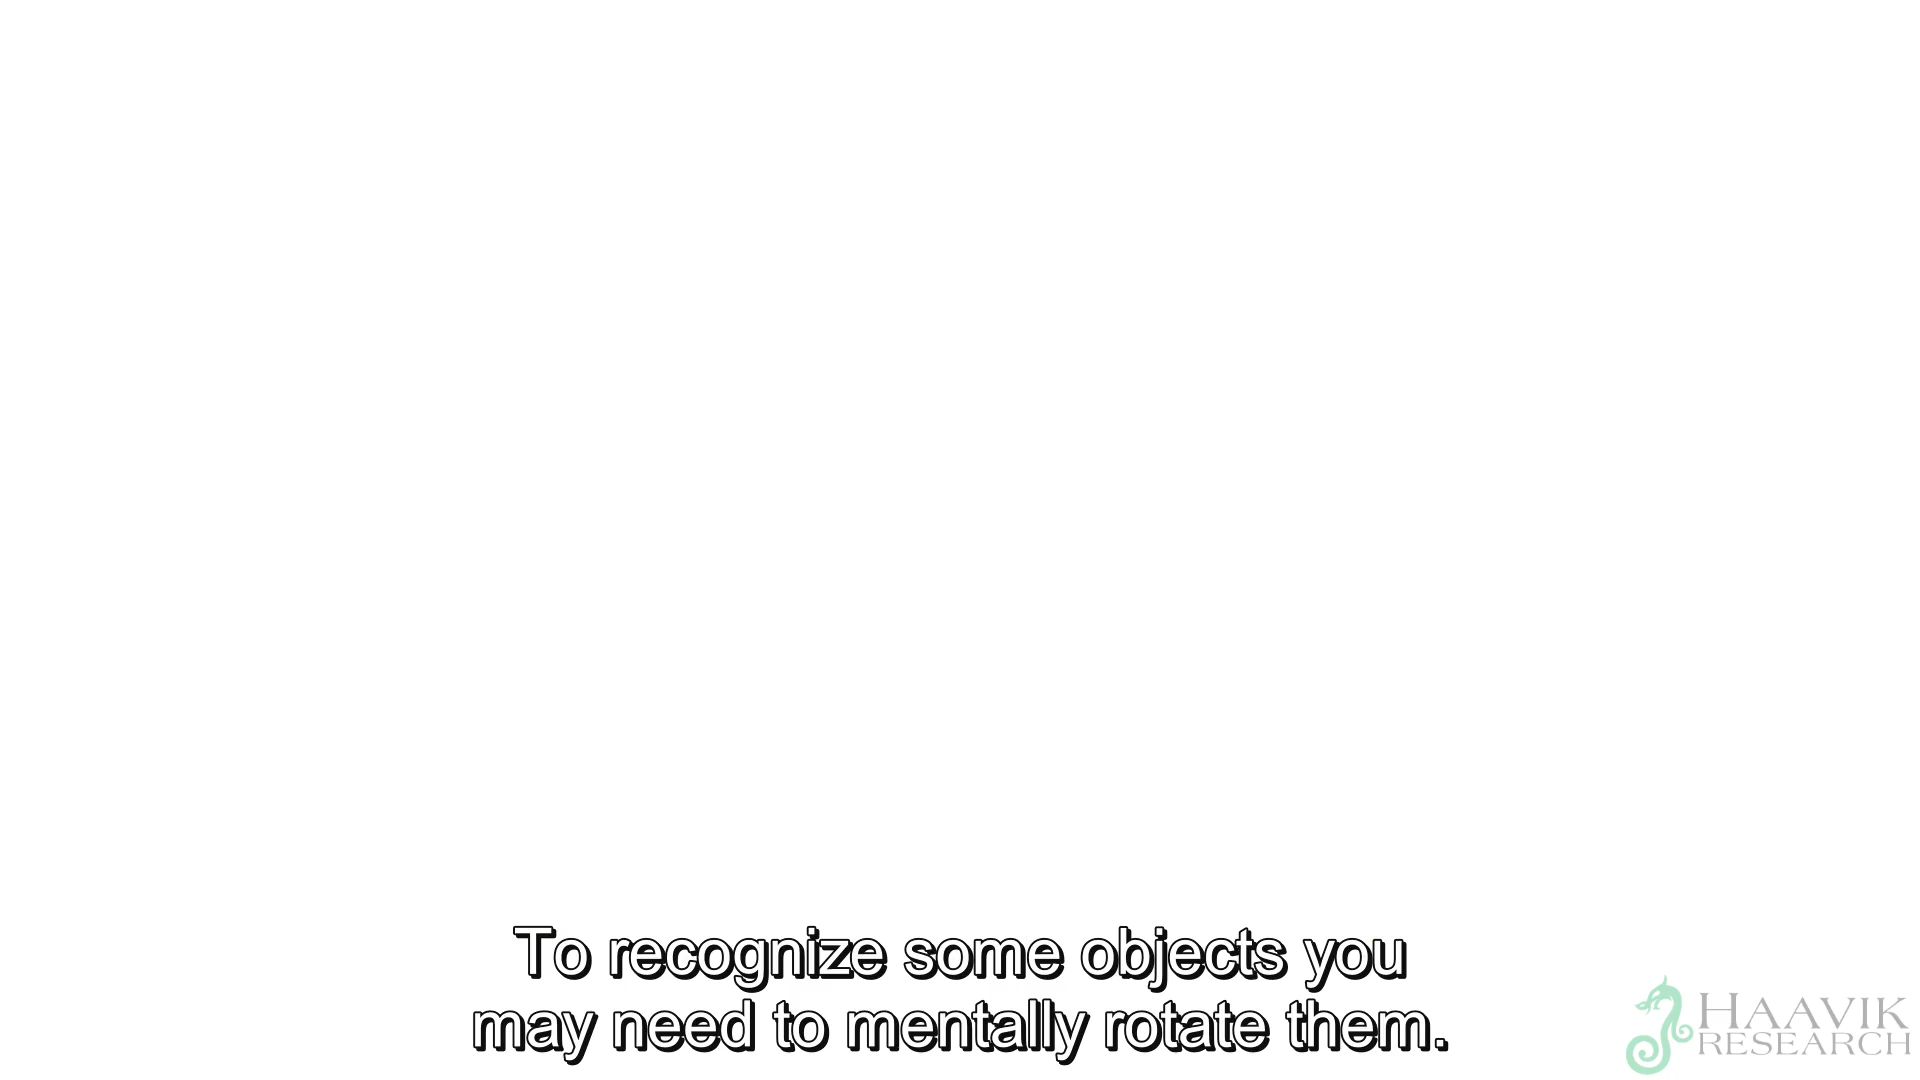 To recognize some objects you
may need to mentally rotate them.
HAAVIK
RESEARCH